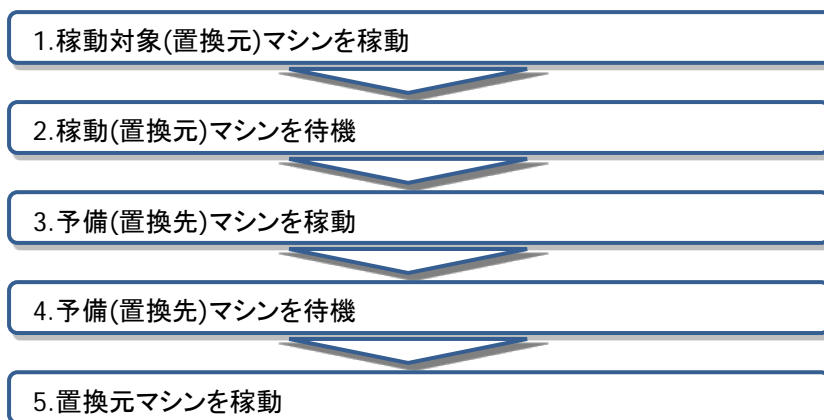 1.稼動対象(置換元)マシンを稼動
2.稼動(置換元)マシンを待機
3.予備(置換先)マシンを稼動
4.予備(置換先)マシンを待機
5.置換元マシンを稼動